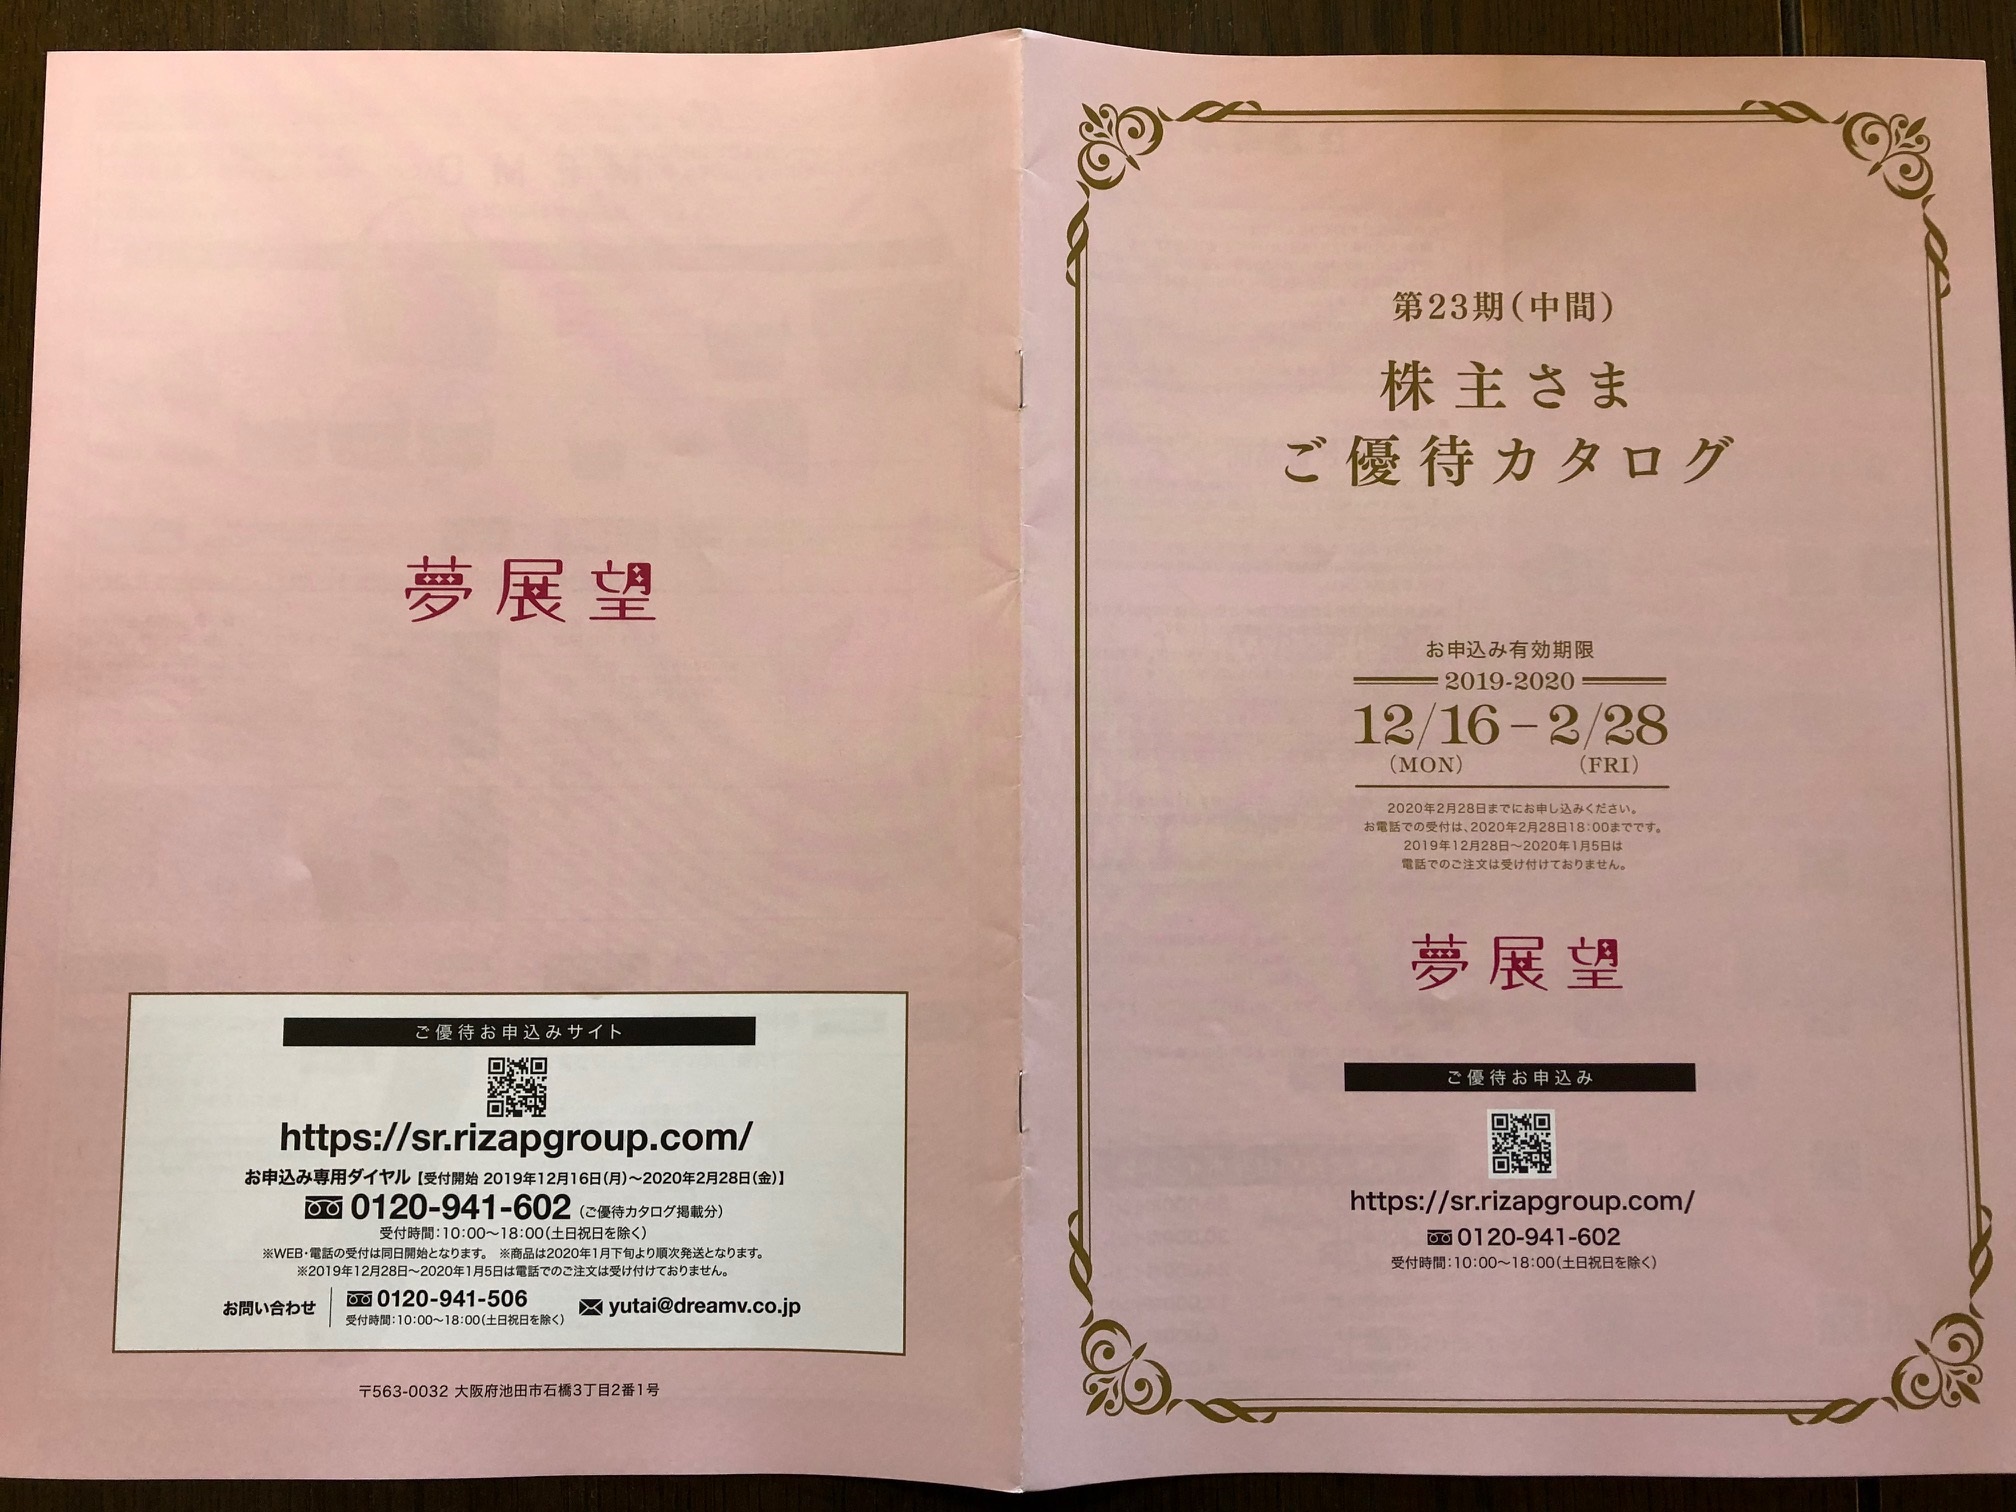 夢展望
ご優待お申込みサイト
https://sr.rizapgroup.com/
お申込み専用ダイヤル【受付開始 2019年12月16日(月)〜2020年2月28日(金)】
0120-941-602(ご優待カタログ掲載分)
受付時間:10:00〜18:00(土日祝日を除く)
※WEB・電話の受付は同日開始となります。 ※商品は2020年1月下旬より順次発送となります。
※2019年12月28日〜2020年1月5日は電話でのご注文は受け付けておりません。
お問い合わせ
0120-941-506
受付時間:10:00〜18:00(土日祝日を除く)
yutai@dreamv.co.jp
〒563-0032 大阪府池田市石橋3丁目2番1号
第23期(中間)
株主さま
ご優待カタログ
お申込み有効期限
2019-2020
12/16－2/28
(MON) (FRI)
2020年2月28日までにお申し込みください。
お電話での受付は、2020年2月28日18:00までです。
2019年12月28日〜2020年1月5日は
電話でのご注文は受け付けておりません。
夢展望
ご優待お申込み
https://sr.rizapgroup.com/
0120-941-602
受付時間:10:00〜18:00(土日祝日を除く)